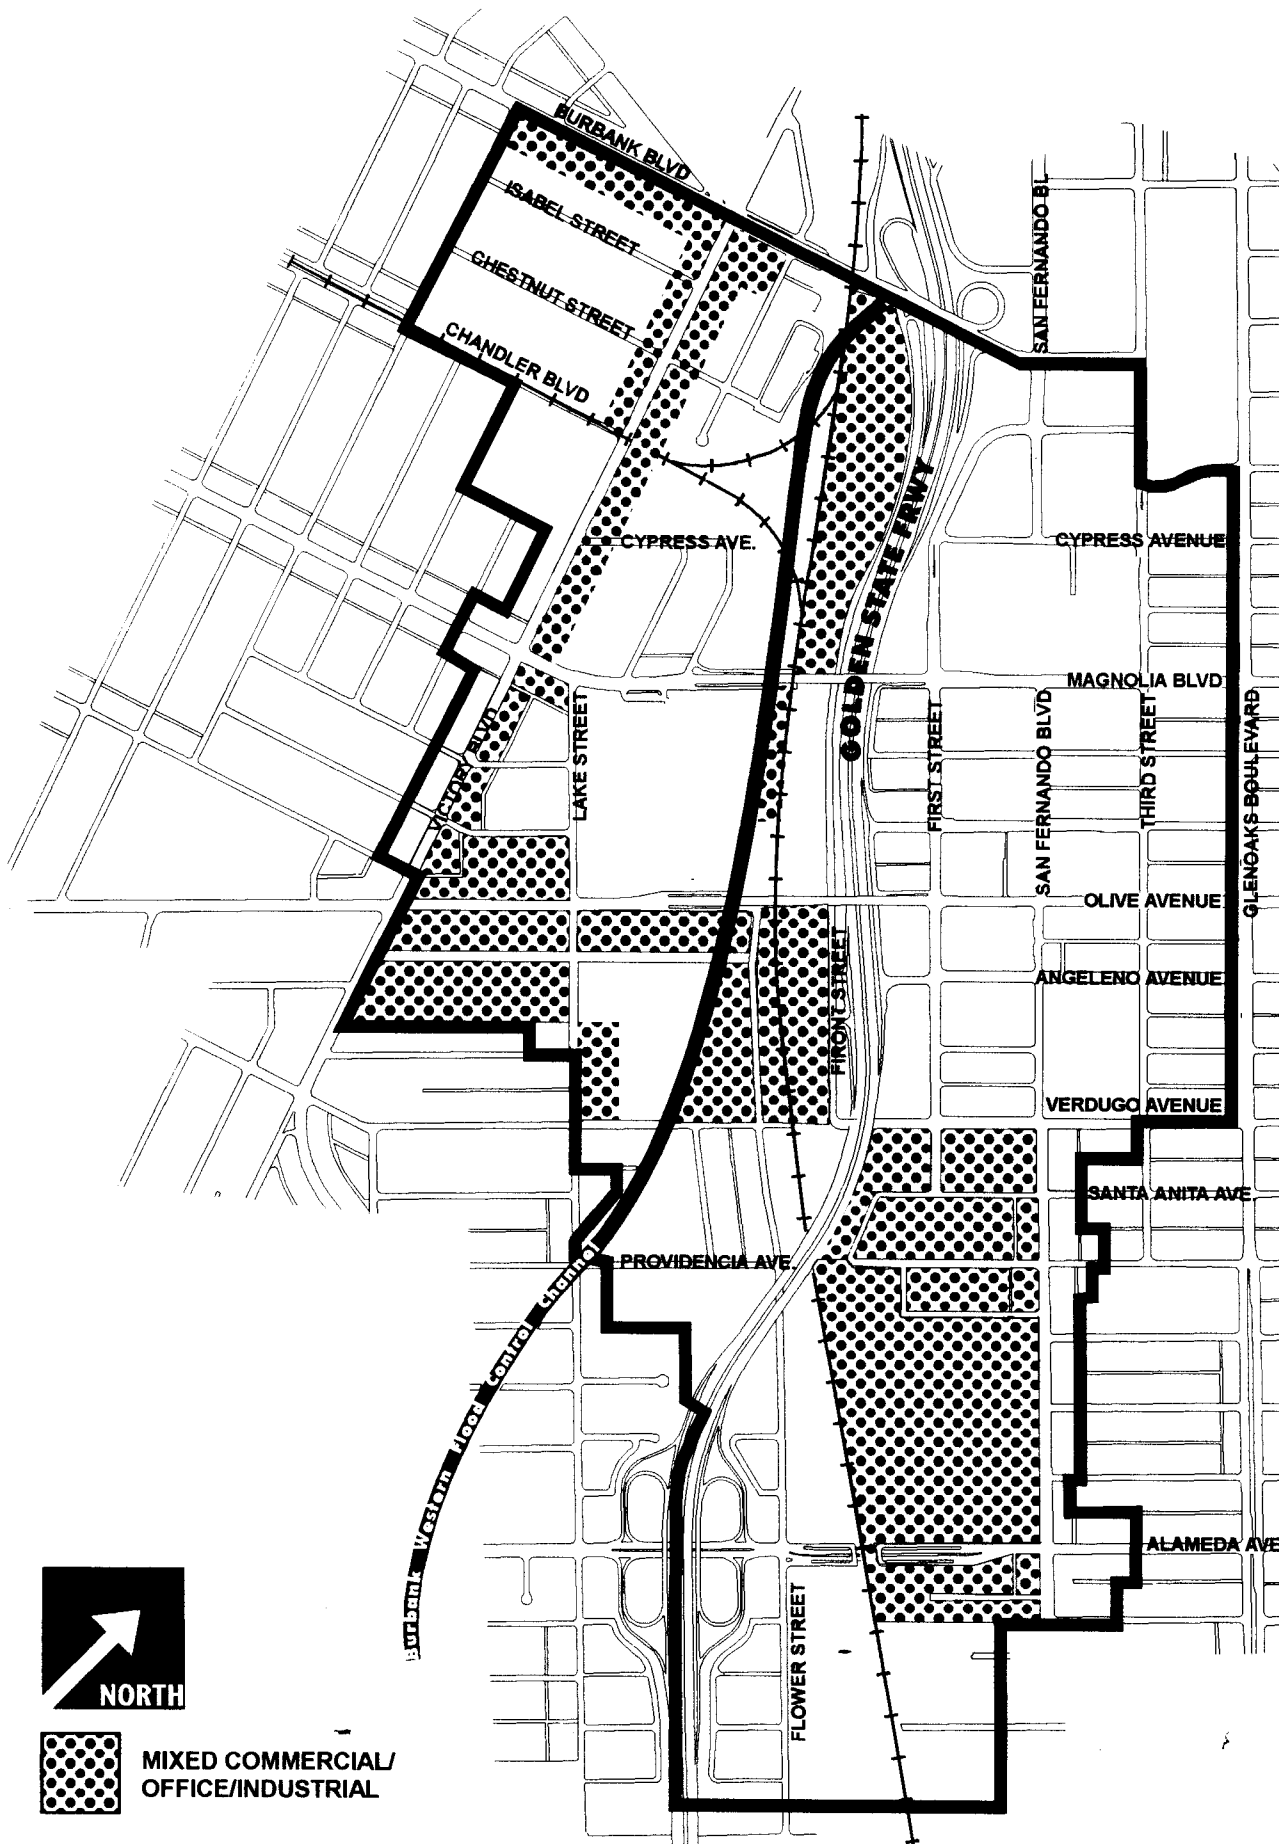 BURBANK BLVD
ISABEL STREET
CHESTNUT STREET
CHANDLER BLVD
SAN FERNANDO BL
GOLDEN STATE FRWY
CYPRESS AVE.
CYPRESS AVENUE
MAGNOLIA BLVD
VICTORY BLVD
LAKE STREET
FIRST STREET
SAN FERNANDO BLVD
THIRD STREET
GLENOAKS BOULEVARD
OLIVE AVENUE
FIRONT STREET
ANGELENO AVENUE
VERDUGO AVENUE
SANTA ANITA AVE.
PROVIDENCIA AVE.
Burbank Western Flood Control Channel
ALAMEDA AVE
FLOWER STREET
NORTH
MIXED COMMERCIAL/
OFFICE/INDUSTRIAL